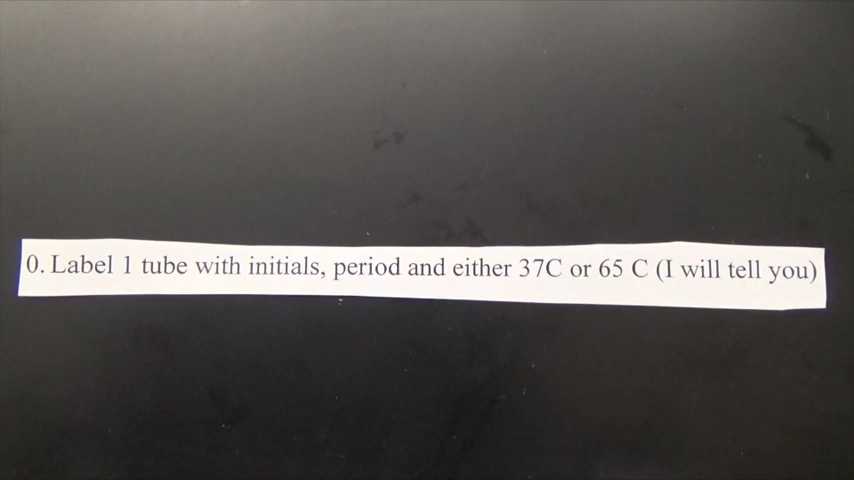 0. Label 1 tube with initials, period and either 37C or 65 C (I will tell you)